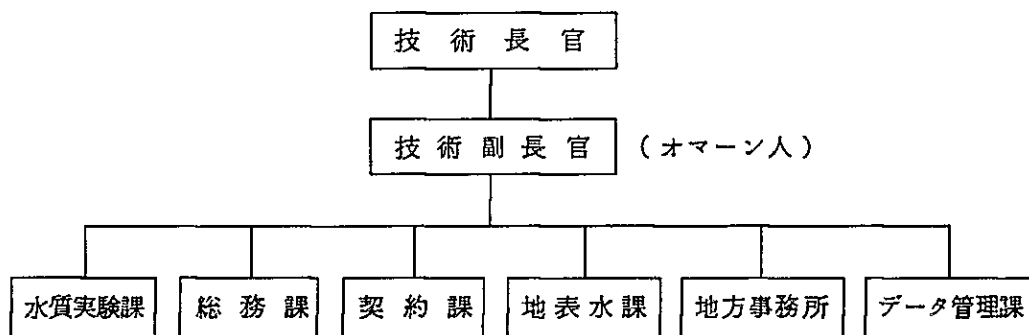 技術長官
技術副長官 (オマーン人)
水質実験課 総務課 契約課 地表水課 地方事務所 データ管理課